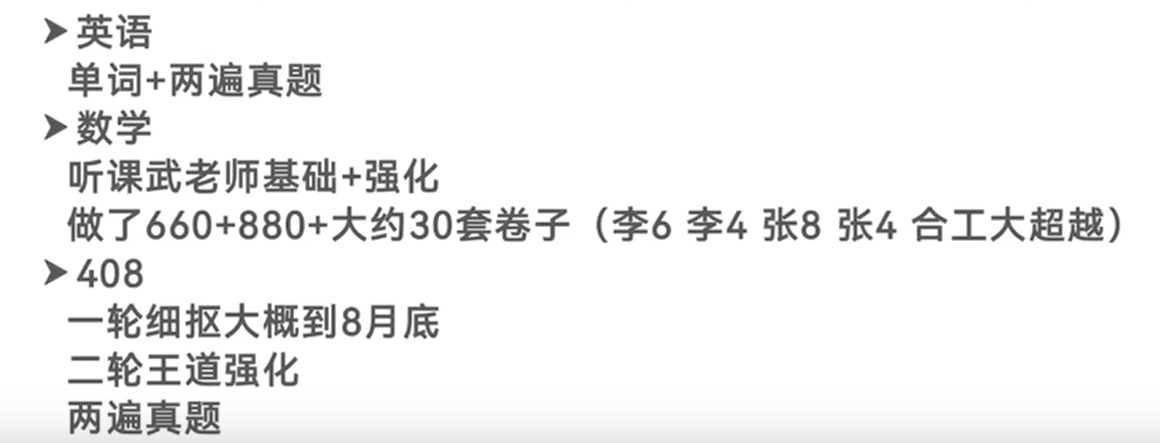 ➤英语
单词+两遍真题
➤数学
听课武老师基础+强化
做了660+880+大约30套卷子（李6 李4 张8 张4 合工大超越）
➤408
一轮细抠大概到8月底
二轮王道强化
两遍真题